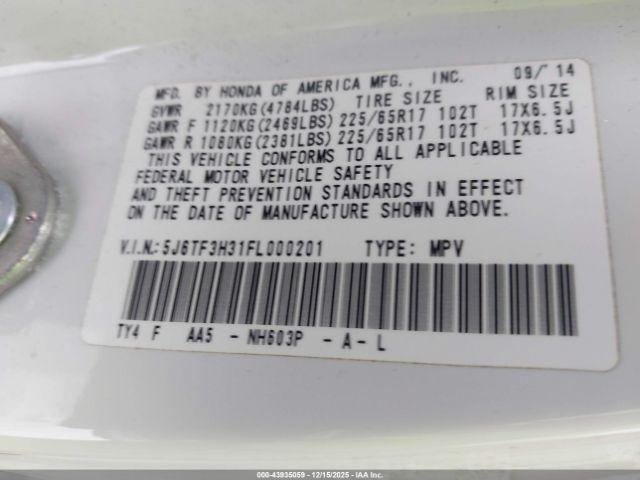 MFD. BY HONDA OF AMERICA MFG., INC. 09/ 14
GVWR 2170KG(4784LBS) TIRE SIZE RIM SIZE
GAWR F 1120KG(2469LBS) 225/65R17 102T 17X6.5J
GAWR R 1080KG(2381LBS) 225/65R17 102T 17X6.5J
THIS VEHICLE CONFORMS TO ALL APPLICABLE
FEDERAL MOTOR VEHICLE SAFETY
AND THEFT PREVENTION STANDARDS IN EFFECT
ON THE DATE OF MANUFACTURE SHOWN ABOVE.
V.I.N.: 5J6TF3H31FL000201 TYPE: MPV
TY4 F AA5 - NH603P - A - L
000-43935059 - 12/15/2025 - IAA Inc.